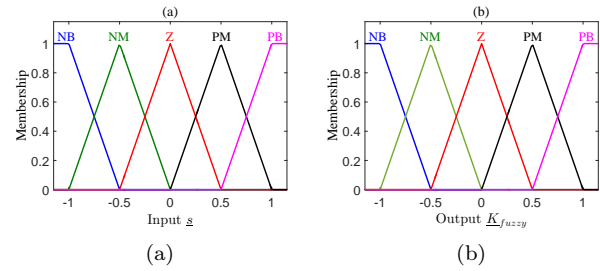 (a)
NB NM Z PM PB
1
0.8
0.6
0.4
0.2
0
Membership
-1 -0.5 0 0.5 1
Input s
(a)
(b)
NB NM Z PM PB
1
0.8
0.6
0.4
0.2
0
Membership
-1 -0.5 0 0.5 1
Output K_fuzzy
(b)